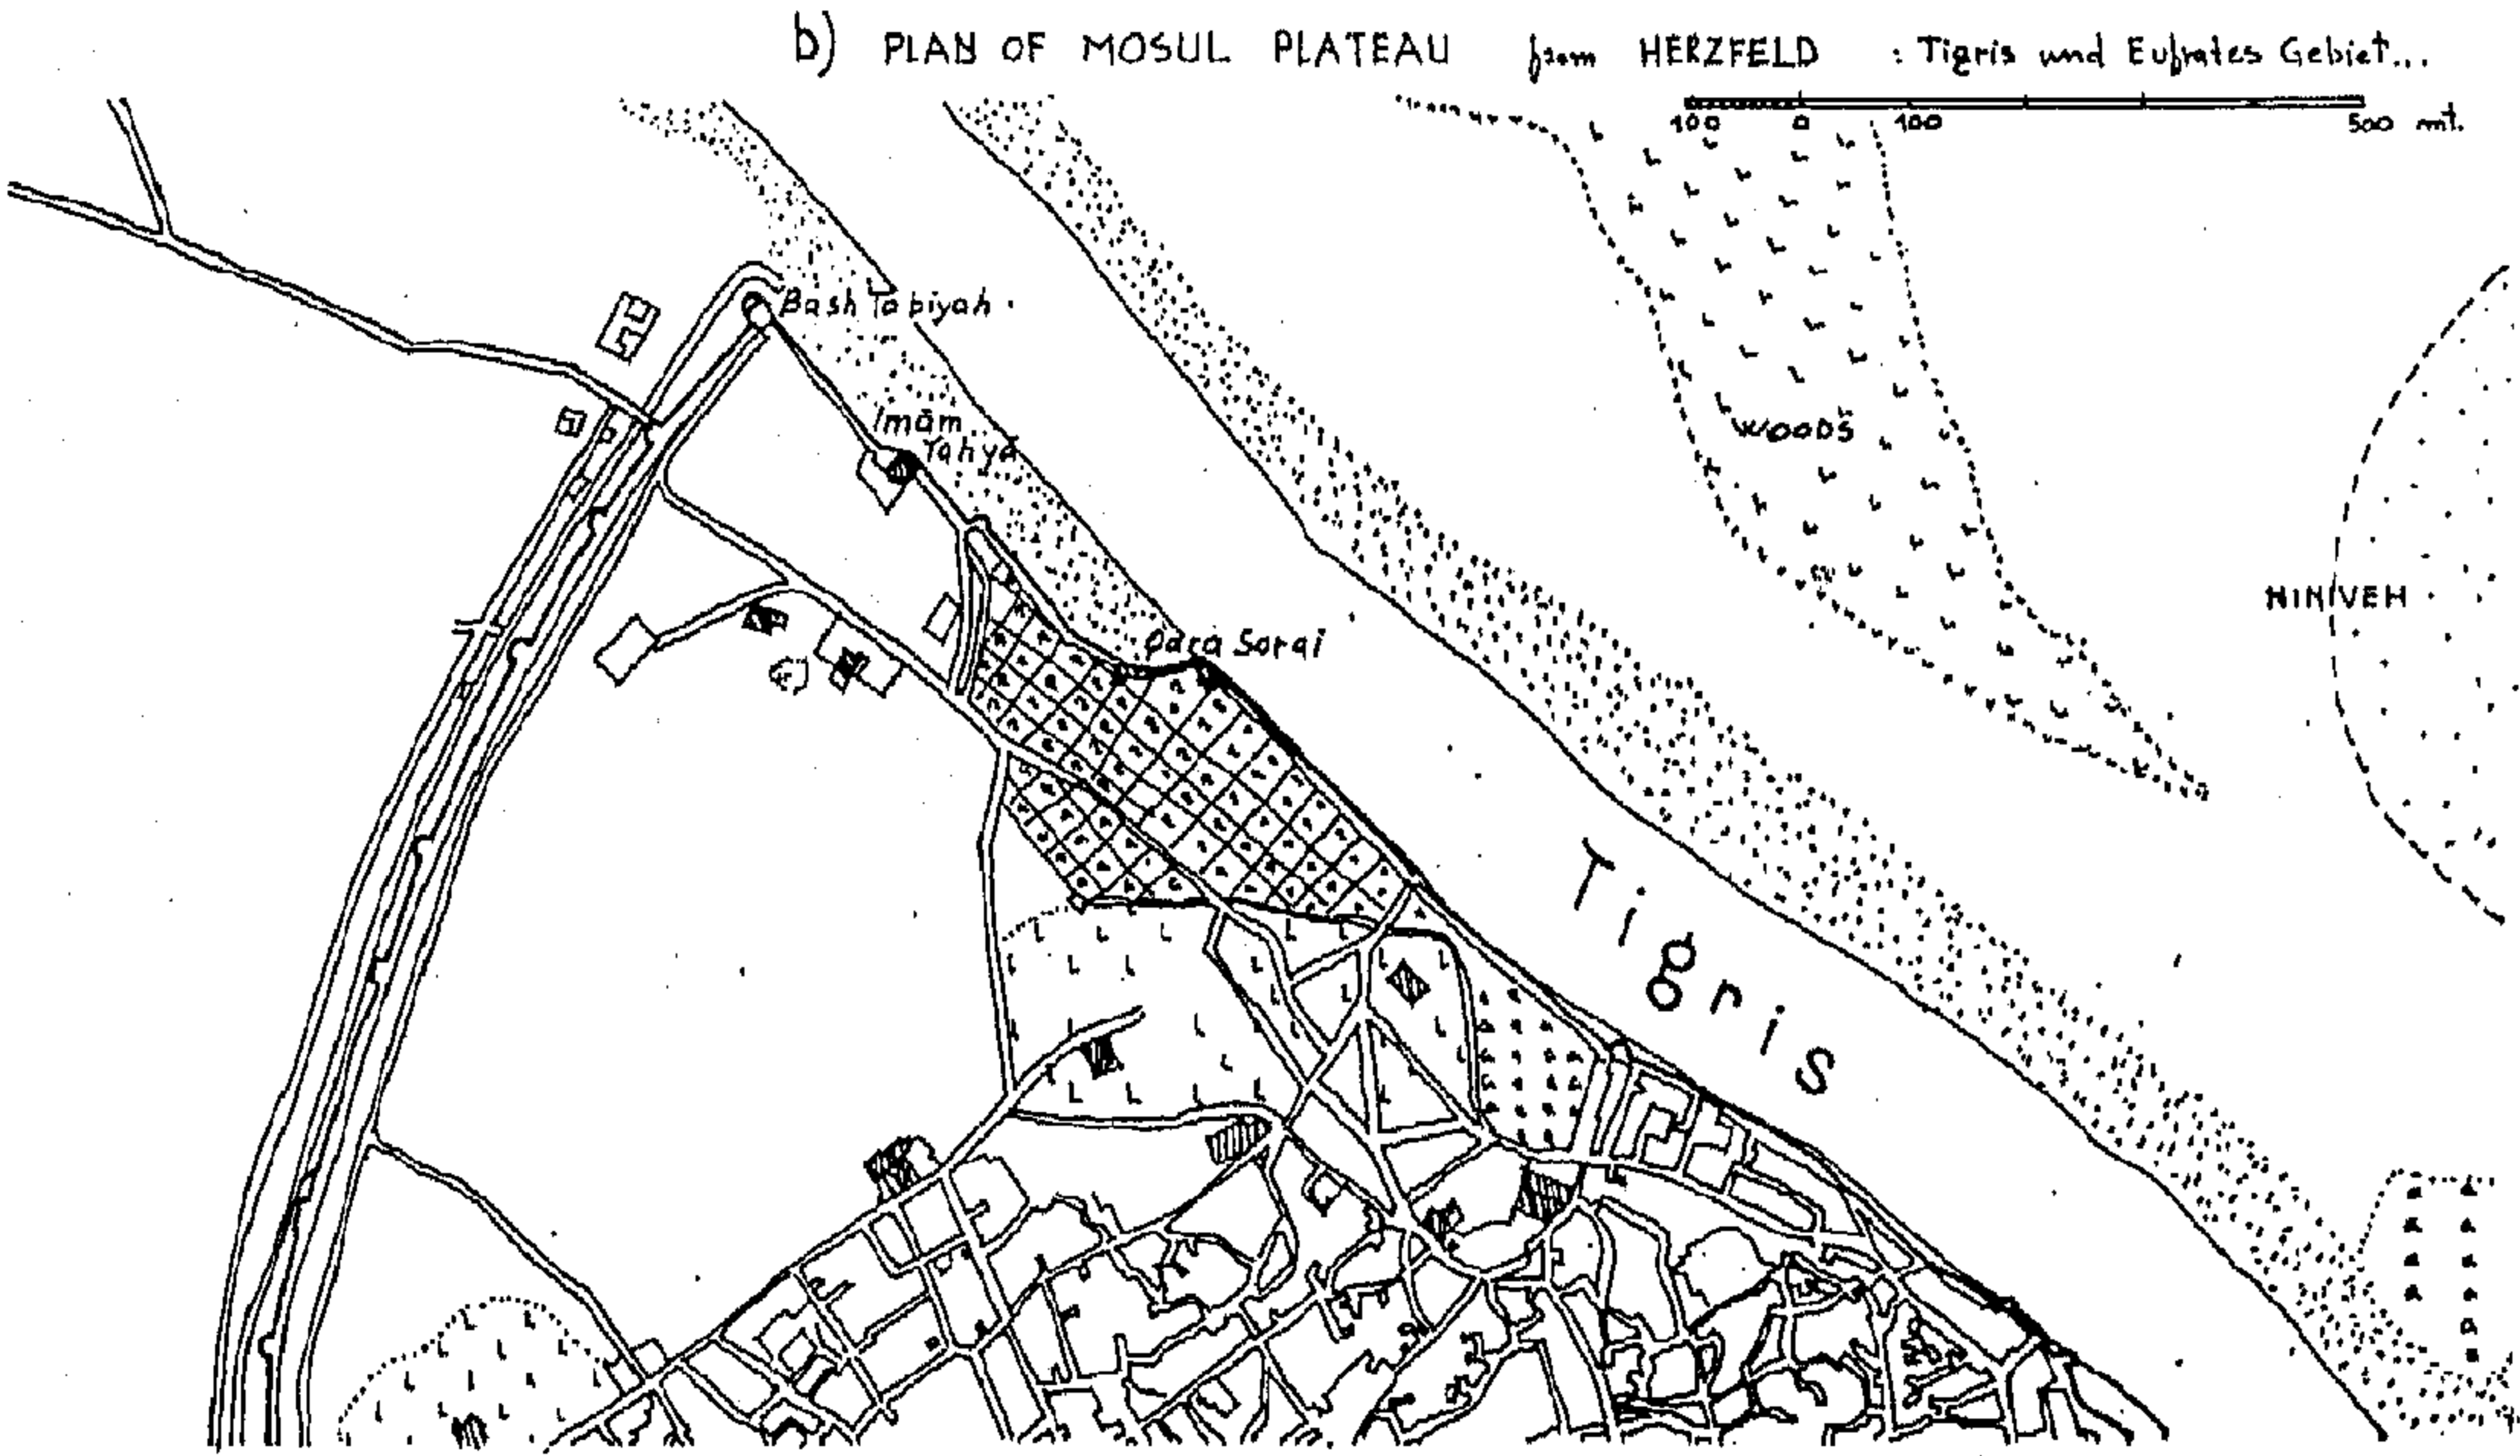 b) PLAN OF MOSUL PLATEAU from HERZFELD : Tigris und Eufrates Gebiet...
100 0 100 500 mt.
Bash Tabiyah
Imām
Yahya
WOODS
NINIVEH
Qara Sarai
Tigris